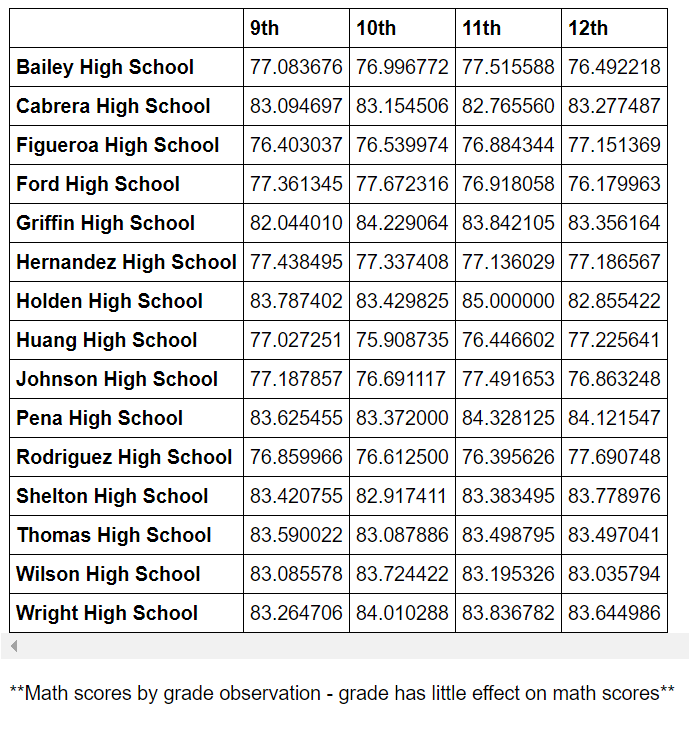 9th 10th 11th 12th
Bailey High School 77.083676 76.996772 77.515588 76.492218
Cabrera High School 83.094697 83.154506 82.765560 83.277487
Figueroa High School 76.403037 76.539974 76.884344 77.151369
Ford High School 77.361345 77.672316 76.918058 76.179963
Griffin High School 82.044010 84.229064 83.842105 83.356164
Hernandez High School 77.438495 77.337408 77.136029 77.186567
Holden High School 83.787402 83.429825 85.000000 82.855422
Huang High School 77.027251 75.908735 76.446602 77.225641
Johnson High School 77.187857 76.691117 77.491653 76.863248
Pena High School 83.625455 83.372000 84.328125 84.121547
Rodriguez High School 76.859966 76.612500 76.395626 77.690748
Shelton High School 83.420755 82.917411 83.383495 83.778976
Thomas High School 83.590022 83.087886 83.498795 83.497041
Wilson High School 83.085578 83.724422 83.195326 83.035794
Wright High School 83.264706 84.010288 83.836782 83.644986
**Math scores by grade observation - grade has little effect on math scores**